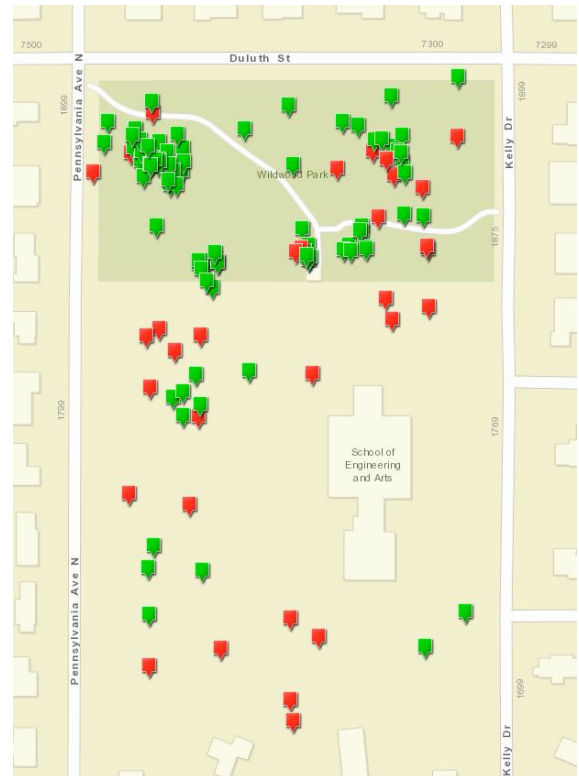 7500
7300
7299
Duluth St
Pennsylvania Ave N
1899
1899
Kelly Dr
Wildwood Park
1875
1799
1769
School of
Engineering
and Arts
Pennsylvania Ave N
1699
Kelly Dr